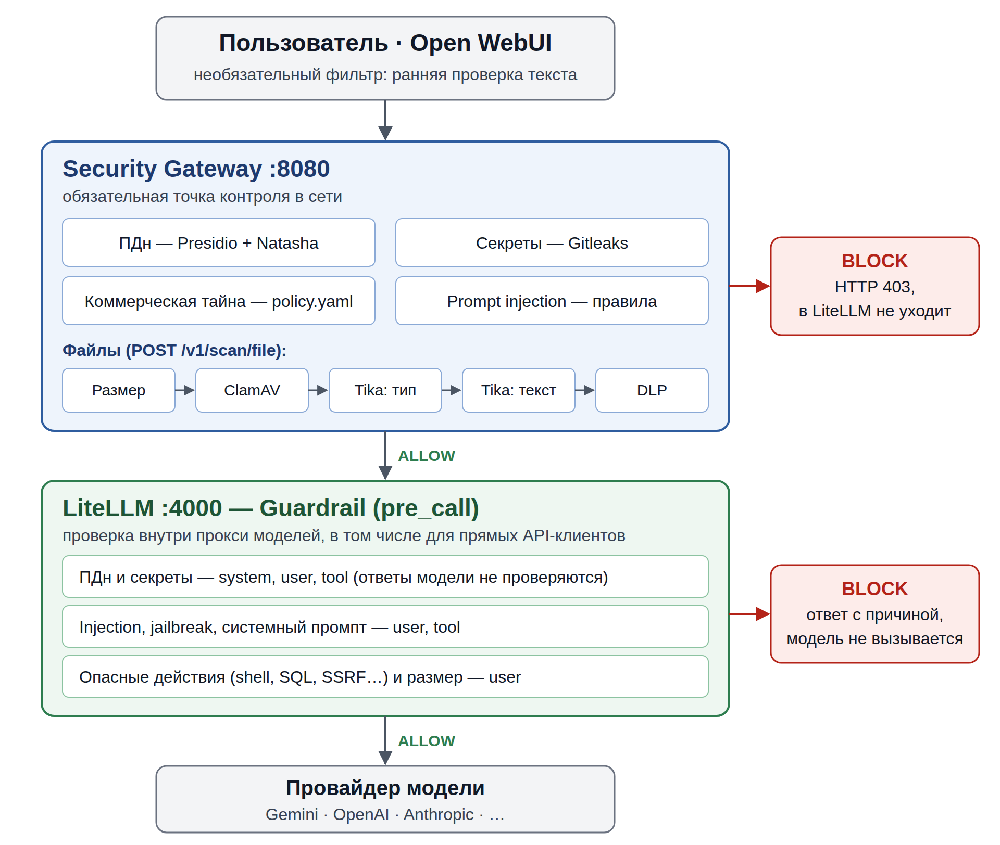 Пользователь · Open WebUI
необязательный фильтр: ранняя проверка текста
Security Gateway :8080
обязательная точка контроля в сети
ПДн — Presidio + Natasha
Секреты — Gitleaks
Коммерческая тайна — policy.yaml
Prompt injection — правила
BLOCK
HTTP 403,
в LiteLLM не уходит
Файлы (POST /v1/scan/file):
Размер
ClamAV
Tika: тип
Tika: текст
DLP
ALLOW
LiteLLM :4000 — Guardrail (pre_call)
проверка внутри прокси моделей, в том числе для прямых API-клиентов
ПДн и секреты — system, user, tool (ответы модели не проверяются)
Injection, jailbreak, системный промпт — user, tool
Опасные действия (shell, SQL, SSRF…) и размер — user
BLOCK
ответ с причиной,
модель не вызывается
ALLOW
Провайдер модели
Gemini · OpenAI · Anthropic · …